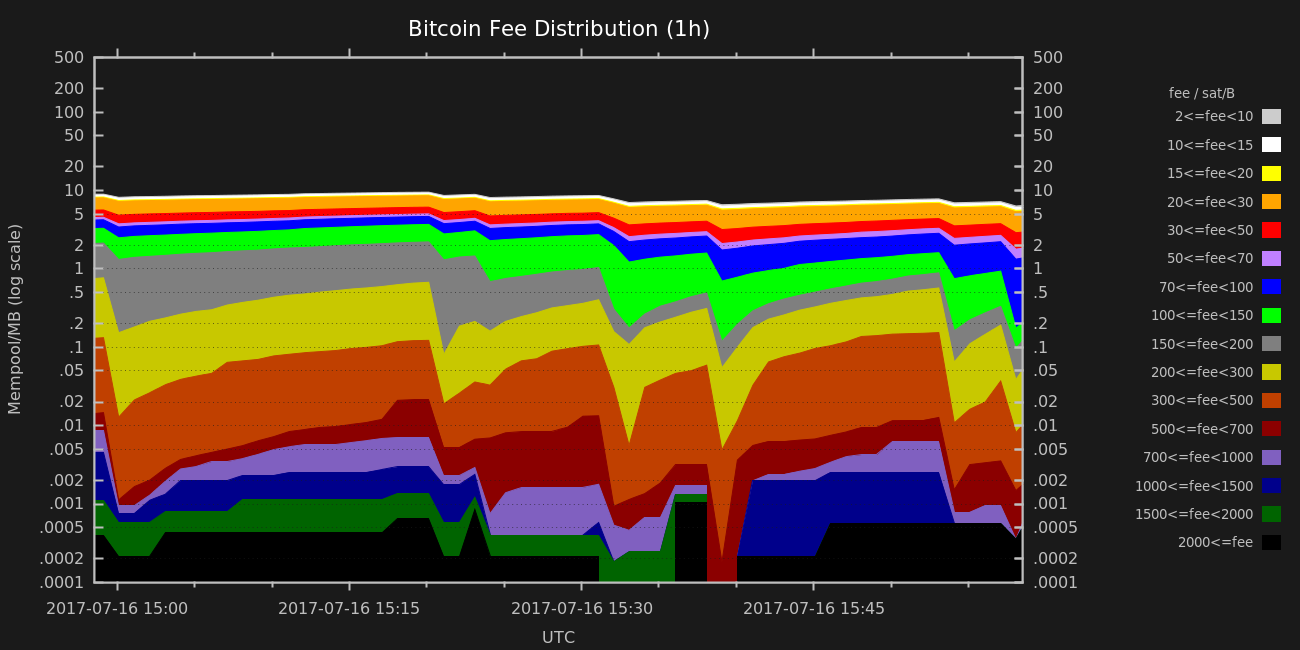 Bitcoin Fee Distribution (1h)
Mempool/MB (log scale)
500
200
100
50
20
10
5
2
1
.5
.2
.1
.05
.02
.01
.005
.002
.001
.0005
.0002
.0001
500
200
100
50
20
10
5
2
1
.5
.2
.1
.05
.02
.01
.005
.002
.001
.0005
.0002
.0001
2017-07-16 15:00 2017-07-16 15:15 2017-07-16 15:30 2017-07-16 15:45
UTC
fee / sat/B
2<=fee<10
10<=fee<15
15<=fee<20
20<=fee<30
30<=fee<50
50<=fee<70
70<=fee<100
100<=fee<150
150<=fee<200
200<=fee<300
300<=fee<500
500<=fee<700
700<=fee<1000
1000<=fee<1500
1500<=fee<2000
2000<=fee